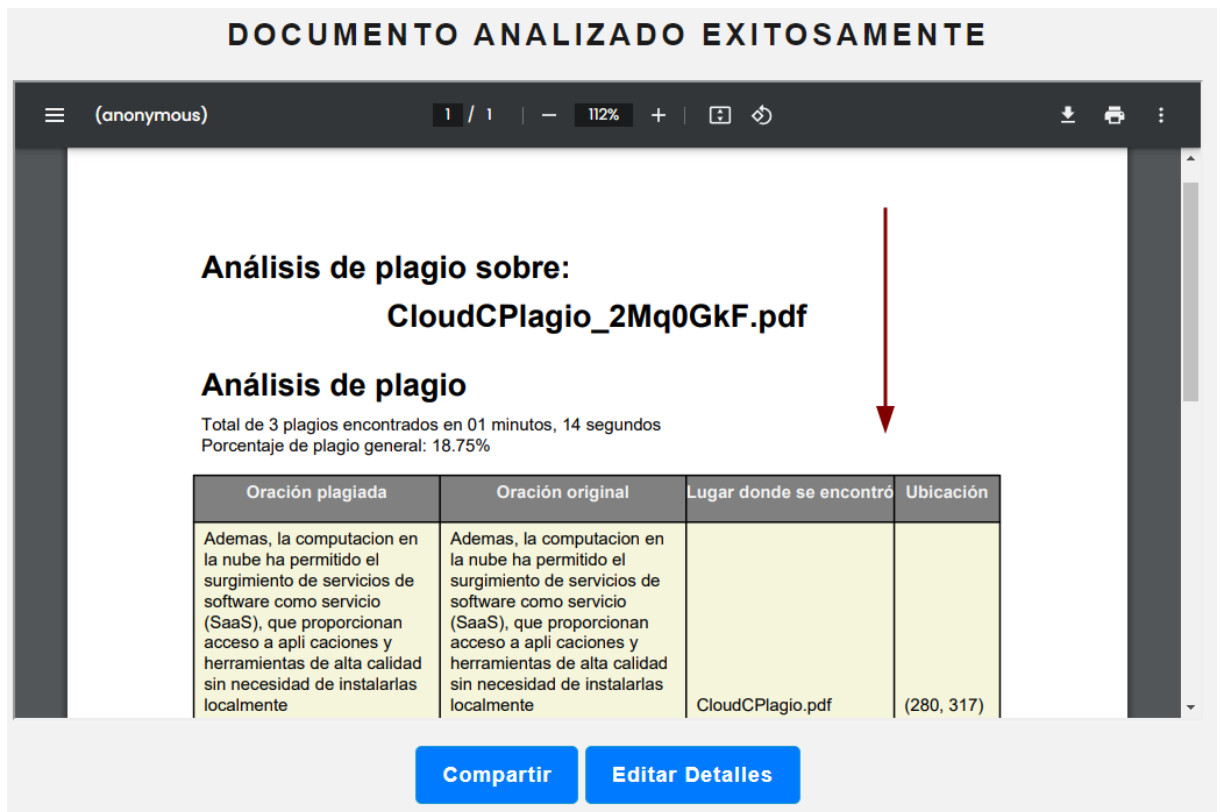 DOCUMENTO ANALIZADO EXITOSAMENTE
(anonymous)
1 / 1
112%
Análisis de plagio sobre:
CloudCPlagio_2Mq0GkF.pdf
Análisis de plagio
Total de 3 plagios encontrados en 01 minutos, 14 segundos
Porcentaje de plagio general: 18.75%
Oración plagiada
Oración original
Lugar donde se encontró
Ubicación
Ademas, la computacion en
la nube ha permitido el
surgimiento de servicios de
software como servicio
(SaaS), que proporcionan
acceso a apli caciones y
herramientas de alta calidad
sin necesidad de instalarlas
localmente
Ademas, la computacion en
la nube ha permitido el
surgimiento de servicios de
software como servicio
(SaaS), que proporcionan
acceso a apli caciones y
herramientas de alta calidad
sin necesidad de instalarlas
localmente
CloudCPlagio.pdf
(280, 317)
Compartir
Editar Detalles